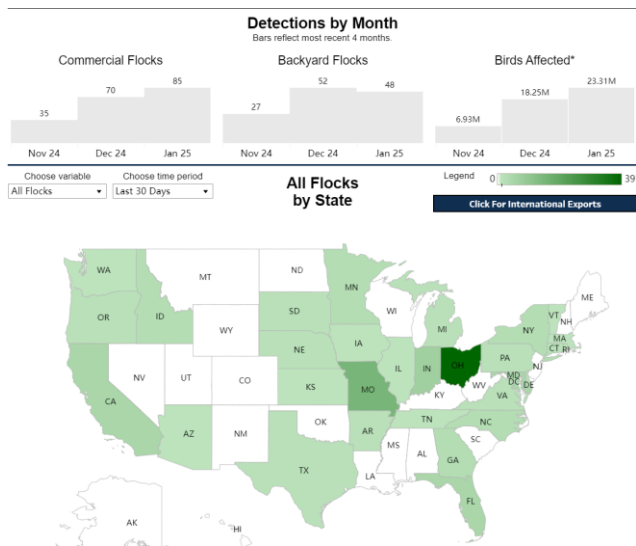 Detections by Month
Bars reflect most recent 4 months.
Commercial Flocks
Backyard Flocks
Birds Affected*
35
70
85
Nov 24
Dec 24
Jan 25
27
52
48
Nov 24
Dec 24
Jan 25
6.93M
18.25M
23.31M
Nov 24
Dec 24
Jan 25
Choose variable
All Flocks
Choose time period
Last 30 Days
All Flocks
by State
Legend
0
39
Click For International Exports
WA
MT
ND
MN
ME
OR
ID
SD
WI
VT
NH
WY
MI
NY
MA
CT
RI
NE
IA
PA
NJ
NV
UT
CO
IL
IN
OH
MD
DC
DE
CA
KS
MO
WV
VA
KY
AZ
NM
OK
AR
TN
NC
SC
MS
AL
GA
TX
LA
FL
AK
HI